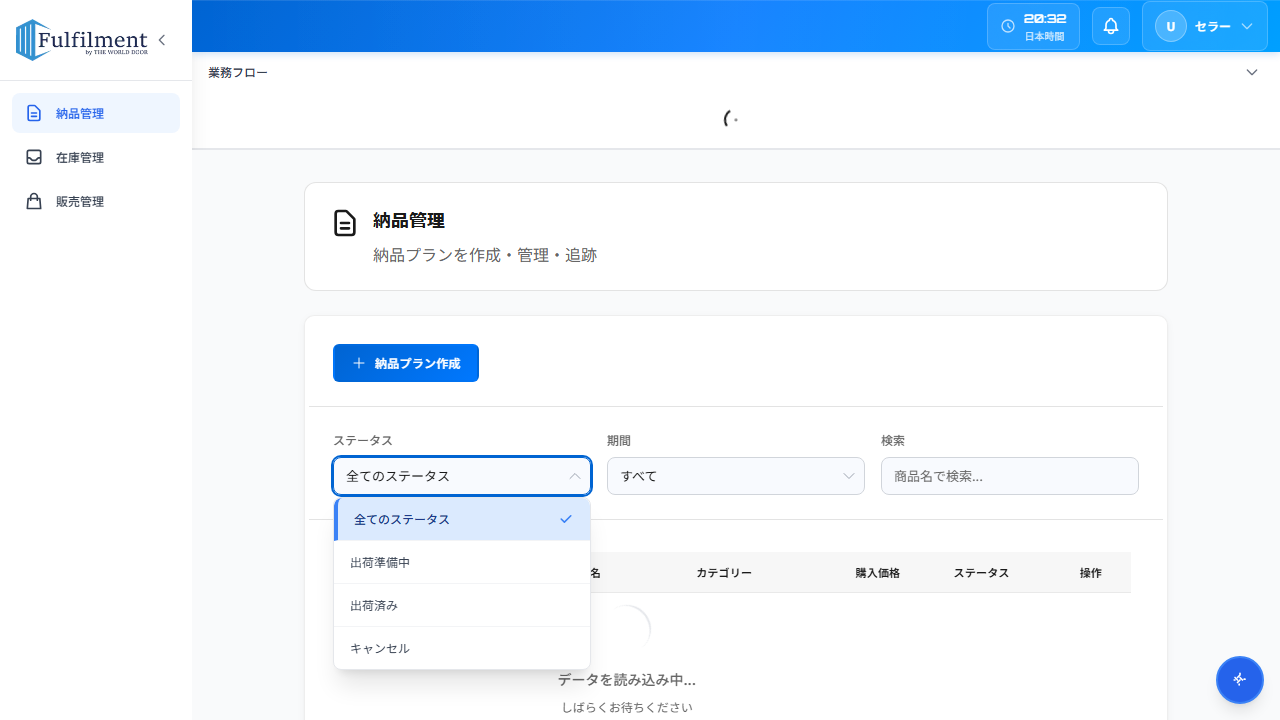 Fulfilment
by THE WORLD DOOR
20:32
日本時間
U
セラー
業務フロー
納品管理
在庫管理
販売管理
納品管理
納品プランを作成・管理・追跡
納品プラン作成
ステータス
期間
検索
全てのステータス
すべて
商品名で検索...
全てのステータス
出荷準備中
出荷済み
キャンセル
名
カテゴリー
購入価格
ステータス
操作
データを読み込み中...
しばらくお待ちください